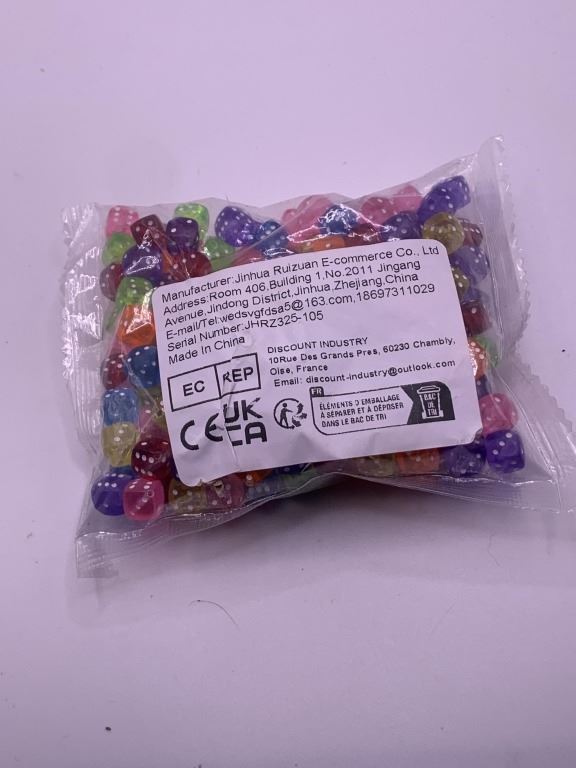 Manufacturer:Jinhua Ruizuan E-commerce Co., Ltd
Address:Room 406,Building 1,No.2011 Jingang
Avenue,Jindong District,Jinhua,Zhejiang,China
E-mail/Tel:wedsvgfdsa5@163.com,18697311029
Serial Number:JHRZ325-105
Made In China
EC REP
DISCOUNT INDUSTRY
10Rue Des Grands Pres, 60230 Chambly,
Oise, France
Email: discount-industry@outlook.com
CE
UK
CA
FR
ÉLÉMENTS D'EMBALLAGE
À SÉPARER ET À DÉPOSER
DANS LE BAC DE TRI
BAC
DE
TRI